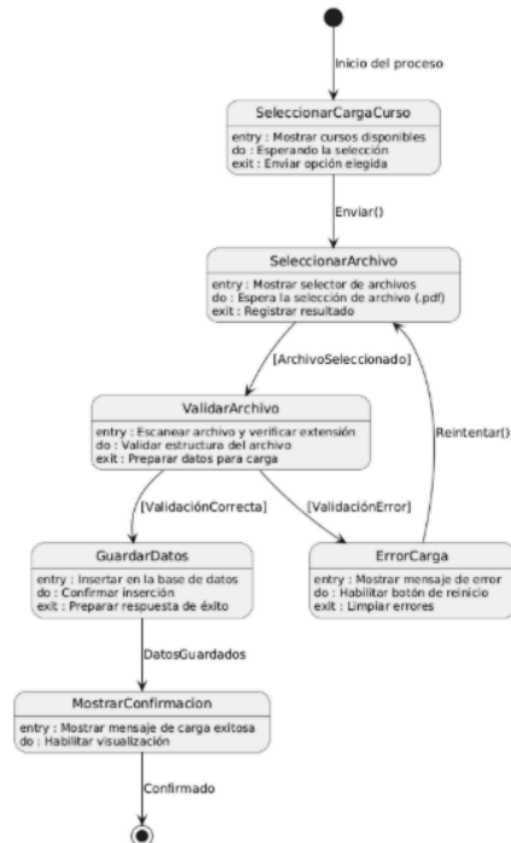 Inicio del proceso
SeleccionarCargaCurso
entry : Mostrar cursos disponibles
do : Esperando la selección
exit : Enviar opción elegida
Enviar()
SeleccionarArchivo
entry : Mostrar selector de archivos
do : Espera la selección de archivo (.pdf)
exit : Registrar resultado
[ArchivoSeleccionado]
ValidarArchivo
entry : Escanear archivo y verificar extensión
do : Validar estructura del archivo
exit : Preparar datos para carga
Reintentar()
[ValidaciónCorrecta]
[ValidaciónError]
GuardarDatos
entry : Insertar en la base de datos
do : Confirmar inserción
exit : Preparar respuesta de éxito
ErrorCarga
entry : Mostrar mensaje de error
do : Habilitar botón de reinicio
exit : Limpiar errores
DatosGuardados
MostrarConfirmacion
entry : Mostrar mensaje de carga exitosa
do : Habilitar visualización
Confirmado